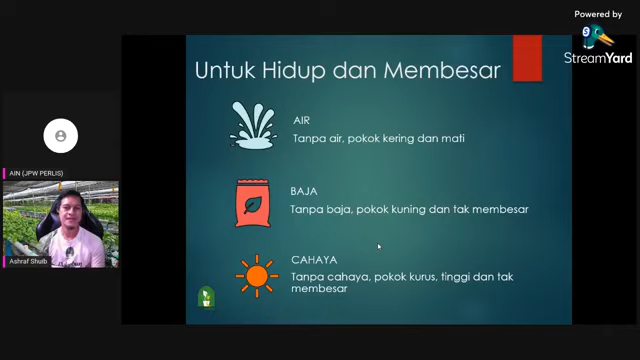 Powered by
StreamYard
Untuk Hidup dan Membesar
AIR
Tanpa air, pokok kering dan mati
BAJA
Tanpa baja, pokok kuning dan tak membesar
CAHAYA
Tanpa cahaya, pokok kurus, tinggi dan tak
membesar
AIN (JPW PERLIS)
Ashraf Shuib